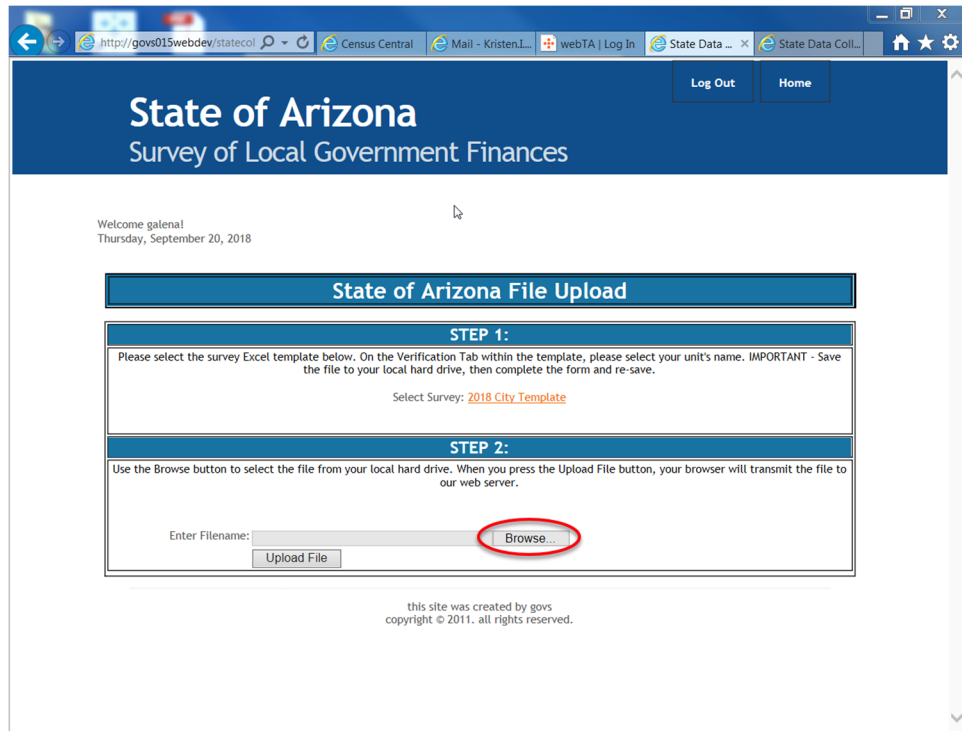 http://govs015webdev/statecol
Census Central
Mail - Kristen.I...
webTA | Log In
State Data ...
State Data Coll...
Log Out
Home
State of Arizona
Survey of Local Government Finances
Welcome galena!
Thursday, September 20, 2018
State of Arizona File Upload
STEP 1:
Please select the survey Excel template below. On the Verification Tab within the template, please select your unit's name. IMPORTANT - Save
the file to your local hard drive, then complete the form and re-save.
Select Survey: 2018 City Template
STEP 2:
Use the Browse button to select the file from your local hard drive. When you press the Upload File button, your browser will transmit the file to
our web server.
Enter Filename:
Browse...
Upload File
this site was created by govs
copyright © 2011. all rights reserved.